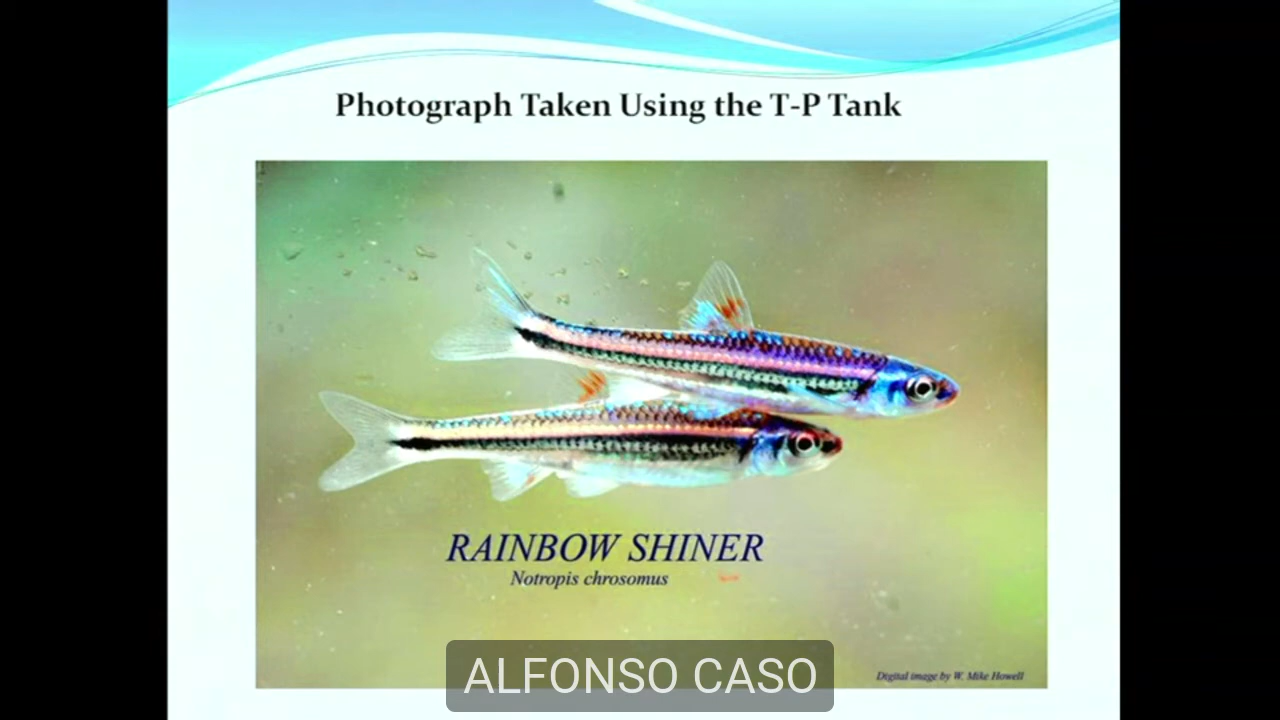 Photograph Taken Using the T-P Tank
RAINBOW SHINER
Notropis chrosomus
ALFONSO CASO
Digital image by W. Mike Howell